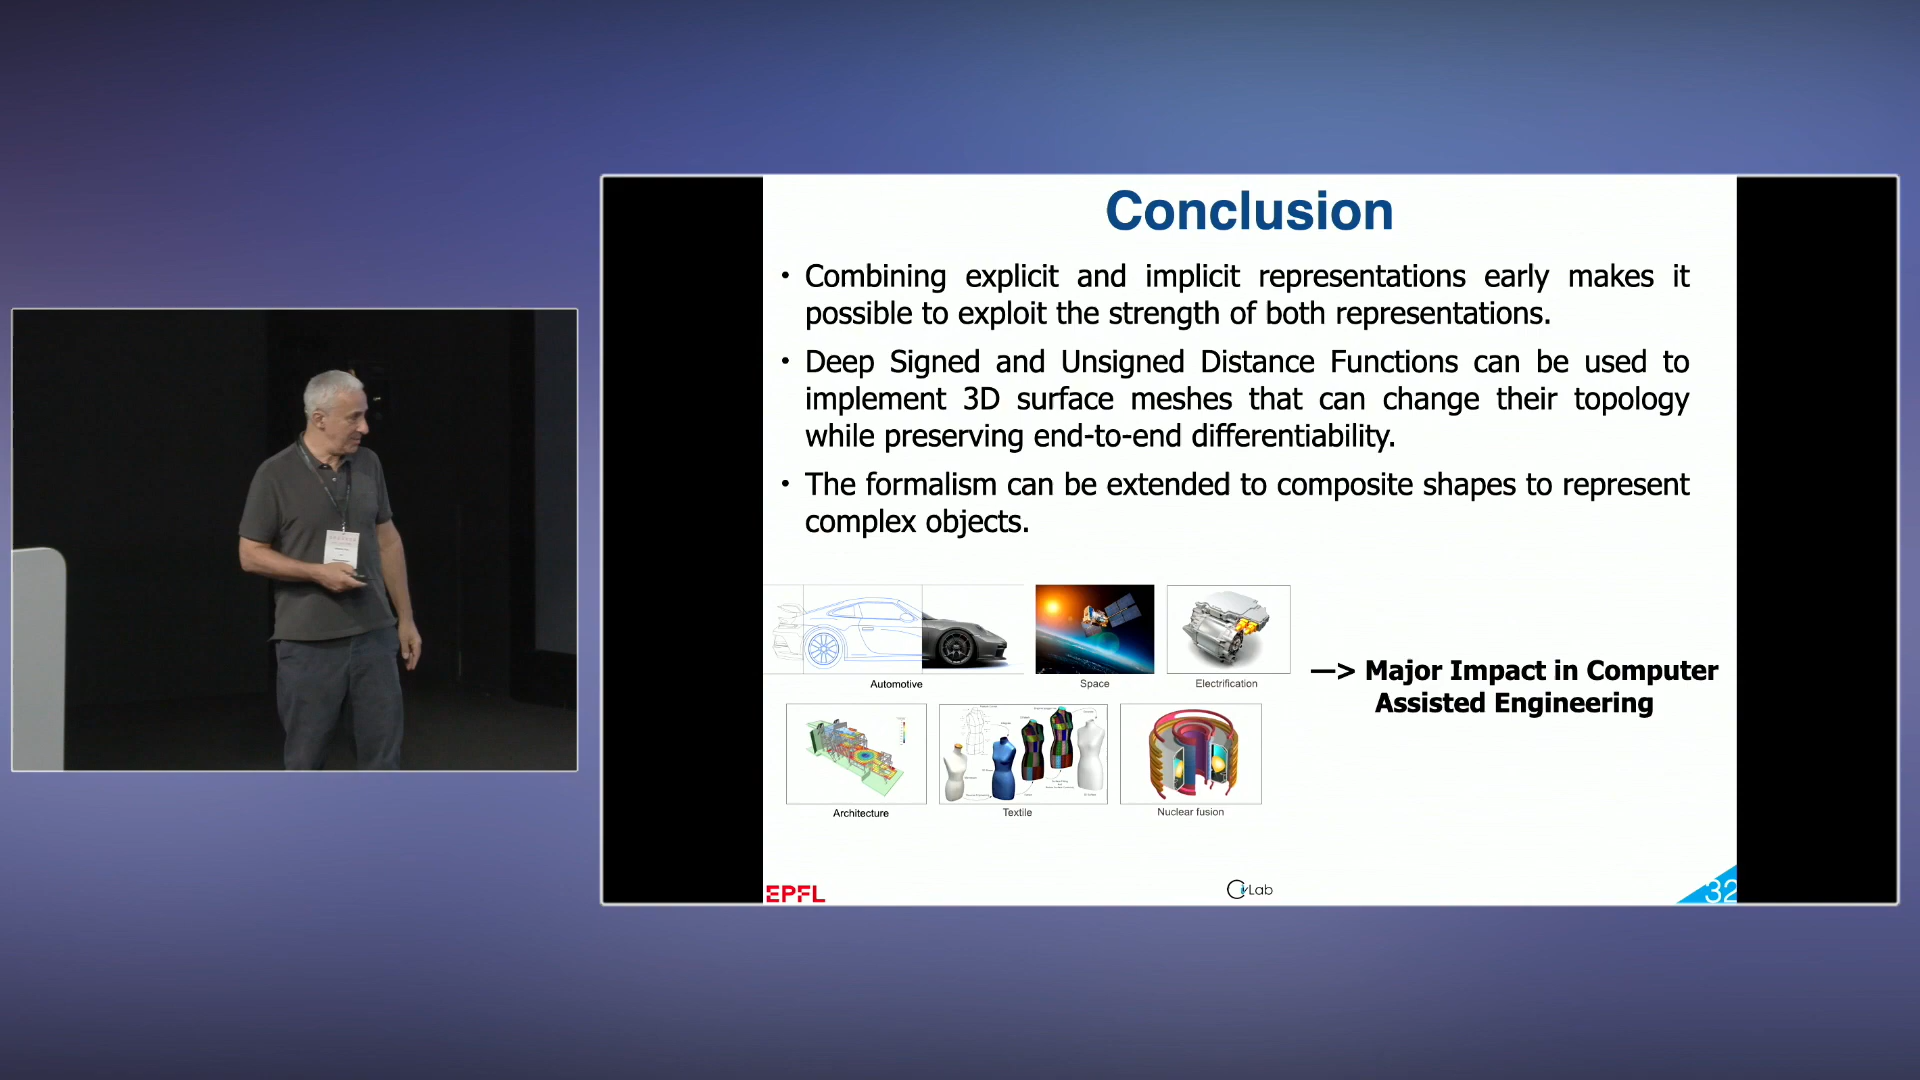 Conclusion
• Combining explicit and implicit representations early makes it
possible to exploit the strength of both representations.
• Deep Signed and Unsigned Distance Functions can be used to
implement 3D surface meshes that can change their topology
while preserving end-to-end differentiability.
• The formalism can be extended to composite shapes to represent
complex objects.
Automotive
Space
Electrification
—> Major Impact in Computer
Assisted Engineering
Architecture
Textile
Nuclear fusion
EPFL
CVLab
32